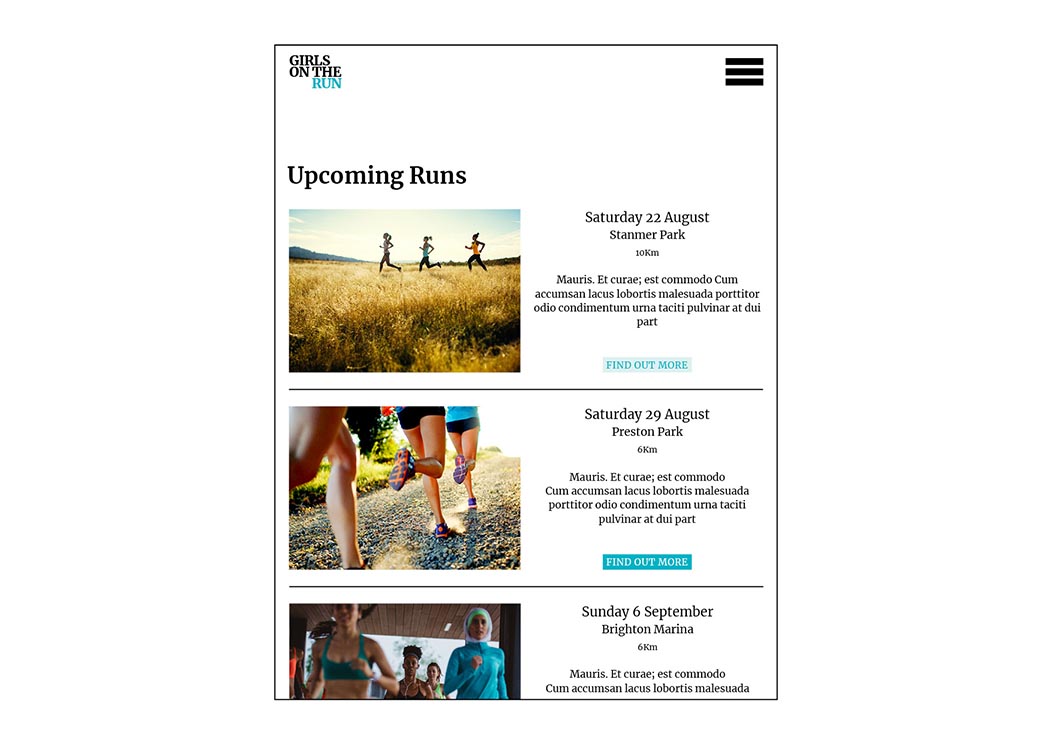 GIRLS
ON THE
RUN
Upcoming Runs
Saturday 22 August
Stanmer Park
10Km
Mauris. Et curae; est commodo Cum
accumsan lacus lobortis malesuada porttitor
odio condimentum urna taciti pulvinar at dui
part
FIND OUT MORE
Saturday 29 August
Preston Park
6Km
Mauris. Et curae; est commodo
Cum accumsan lacus lobortis malesuada
porttitor odio condimentum urna taciti
pulvinar at dui part
FIND OUT MORE
Sunday 6 September
Brighton Marina
6Km
Mauris. Et curae; est commodo
Cum accumsan lacus lobortis malesuada